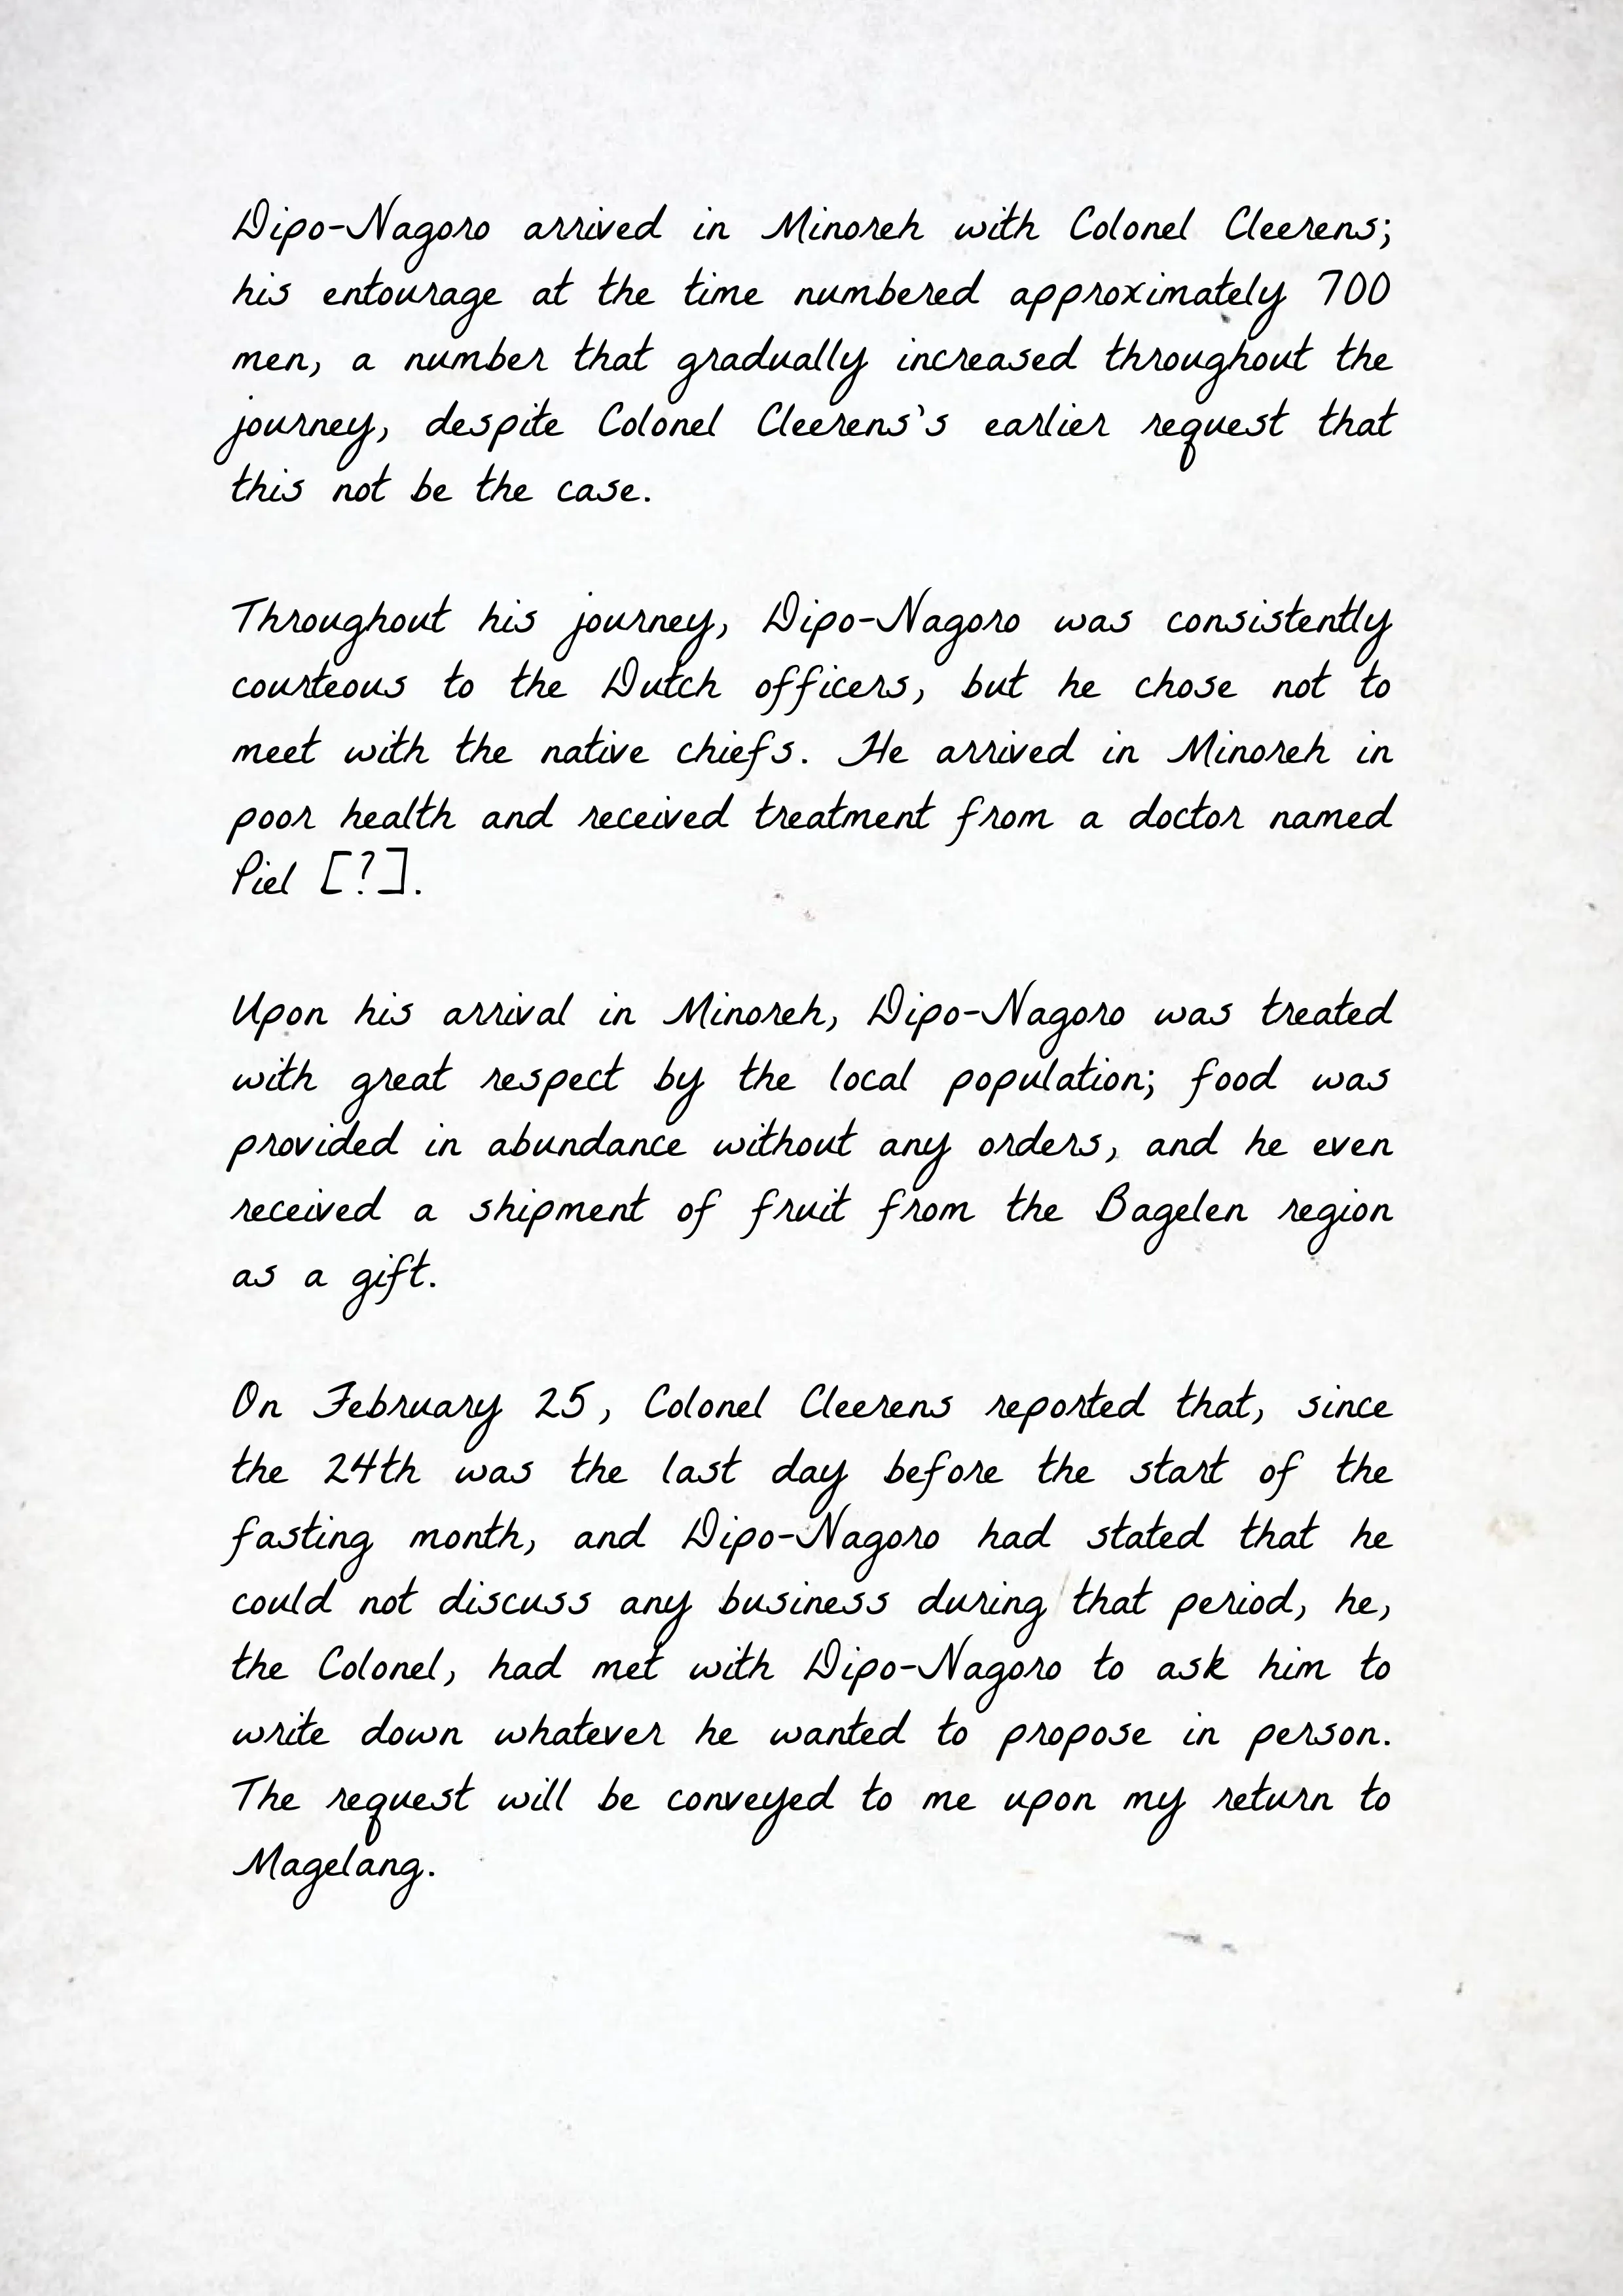 Dipo-Nagoro arrived in Minoreh with Colonel Cleerens;
his entourage at the time numbered approximately 700
men, a number that gradually increased throughout the
journey, despite Colonel Cleerens's earlier request that
this not be the case.
Throughout his journey, Dipo-Nagoro was consistently
courteous to the Dutch officers, but he chose not to
meet with the native chiefs. He arrived in Minoreh in
poor health and received treatment from a doctor named
Piel [?].
Upon his arrival in Minoreh, Dipo-Nagoro was treated
with great respect by the local population; food was
provided in abundance without any orders, and he even
received a shipment of fruit from the Bagelen region
as a gift.
On February 25, Colonel Cleerens reported that, since
the 24th was the last day before the start of the
fasting month, and Dipo-Nagoro had stated that he
could not discuss any business during that period, he,
the Colonel, had met with Dipo-Nagoro to ask him to
write down whatever he wanted to propose in person.
The request will be conveyed to me upon my return to
Magelang.